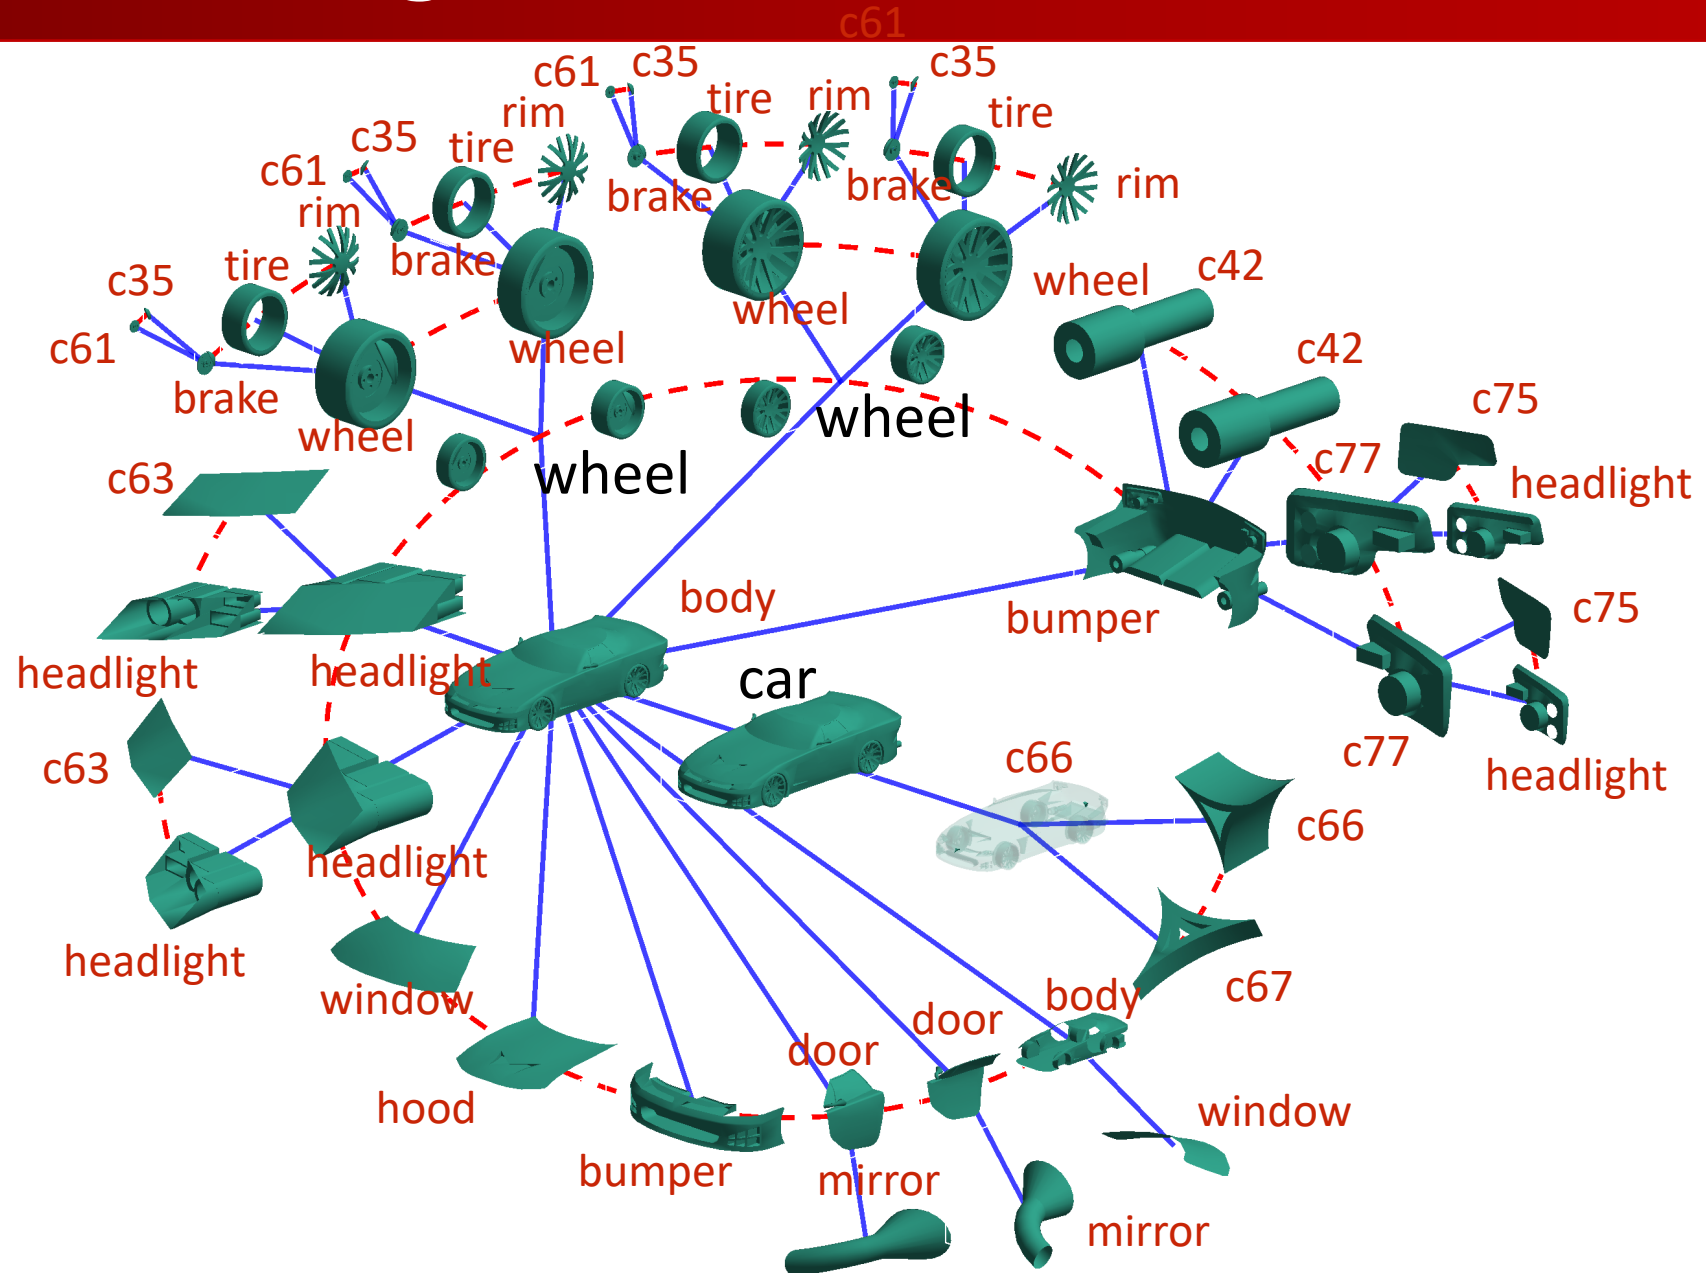 c61
c61
c35
c35
rim
tire
rim
tire
c35
tire
c61
brake
brake
rim
rim
c35
tire
brake
wheel
c42
c61
brake
wheel
wheel
wheel
c42
wheel
wheel
c75
c63
c77
headlight
body
bumper
c75
headlight
headlight
car
c63
c66
c77
headlight
c66
headlight
headlight
window
body
c67
door
door
hood
window
bumper
mirror
mirror